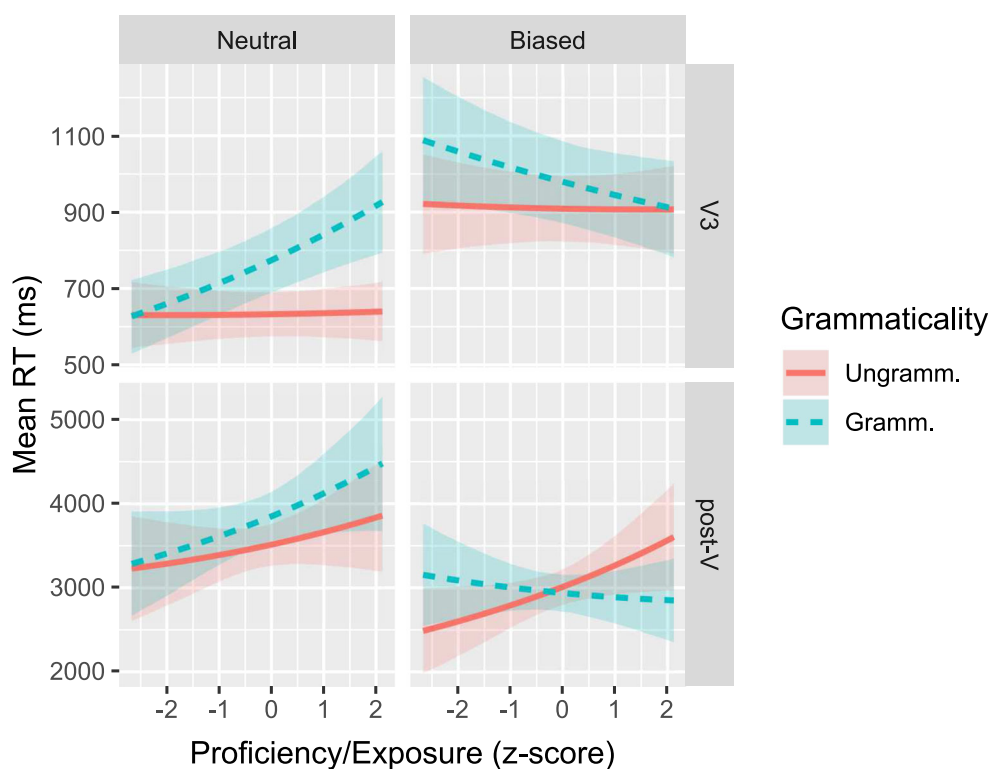 Neutral
Biased
Mean RT (ms)
1100
900
700
500
V3
5000
4000
3000
2000
post-V
-2 -1 0 1 2
-2 -1 0 1 2
Proficiency/Exposure (z-score)
Grammaticality
Ungramm.
Gramm.